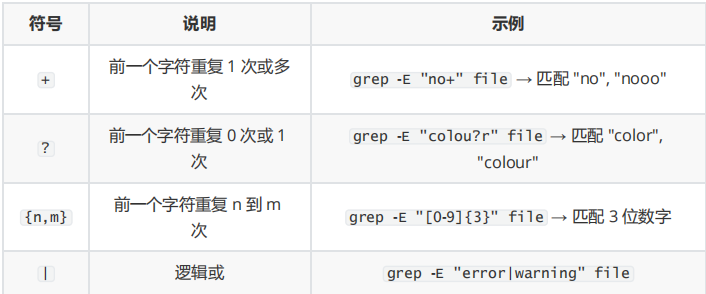 符号 说明 示例
+ 前一个字符重复 1 次或多 grep -E "no+" file → 匹配 "no", "nooo"
次
? 前一个字符重复 0 次或 1 grep -E "colou?r" file → 匹配 "color",
次 "colour"
{n,m} 前一个字符重复 n 到 m grep -E "[0-9]{3}" file → 匹配 3 位数字
次
| 逻辑或 grep -E "error|warning" file